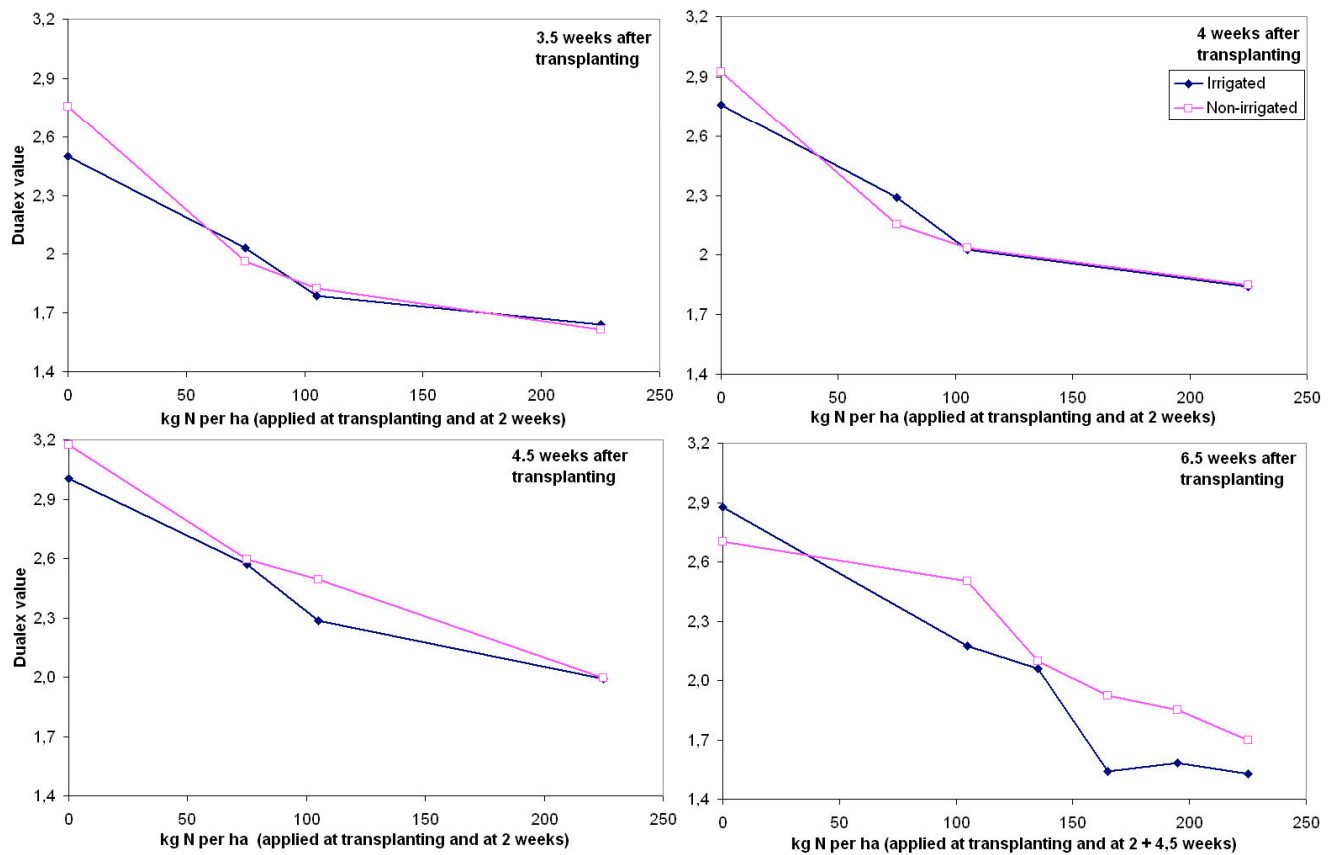 3,2
2,9
2,6
2,3
2
1,7
1,4
Dualex value
3.5 weeks after
transplanting
0 50 100 150 200 250
kg N per ha (applied at transplanting and at 2 weeks)
3,2
2,9
2,6
2,3
2
1,7
1,4
4 weeks after
transplanting
Irrigated
Non-irrigated
0 50 100 150 200 250
kg N per ha (applied at transplanting and at 2 weeks)
3,2
2,9
2,6
2,3
2,0
1,7
1,4
Dualex value
4.5 weeks after
transplanting
0 50 100 150 200 250
kg N per ha (applied at transplanting and at 2 weeks)
3,2
2,9
2,6
2,3
2,0
1,7
1,4
6.5 weeks after
transplanting
0 50 100 150 200 250
kg N per ha (applied at transplanting and at 2 + 4,5 weeks)